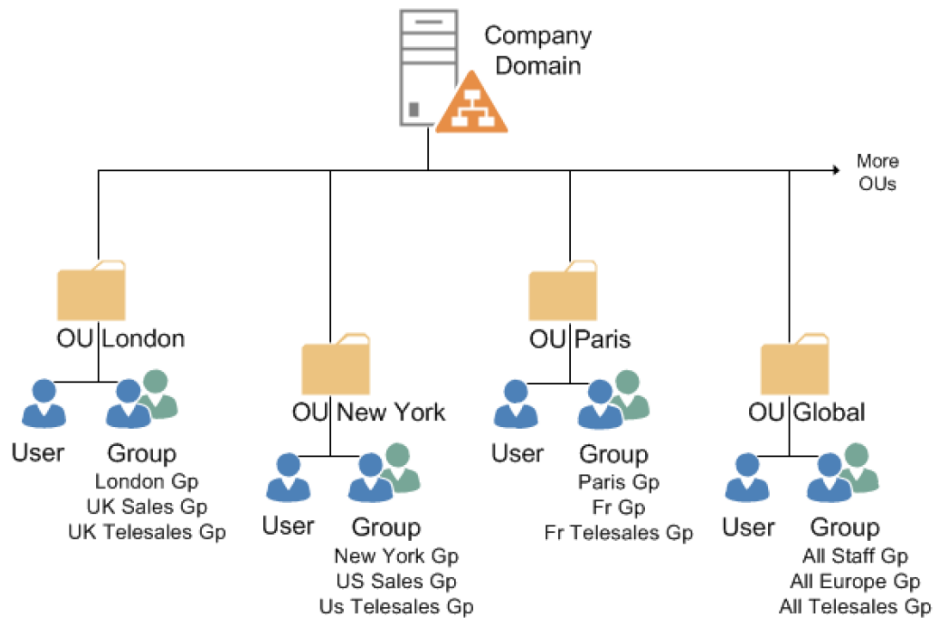 Company
Domain
More
OUs
OU London
User
Group
London Gp
UK Sales Gp
UK Telesales Gp
OU New York
User
Group
New York Gp
US Sales Gp
Us Telesales Gp
OU Paris
User
Group
Paris Gp
Fr Gp
Fr Telesales Gp
OU Global
User
Group
All Staff Gp
All Europe Gp
All Telesales Gp